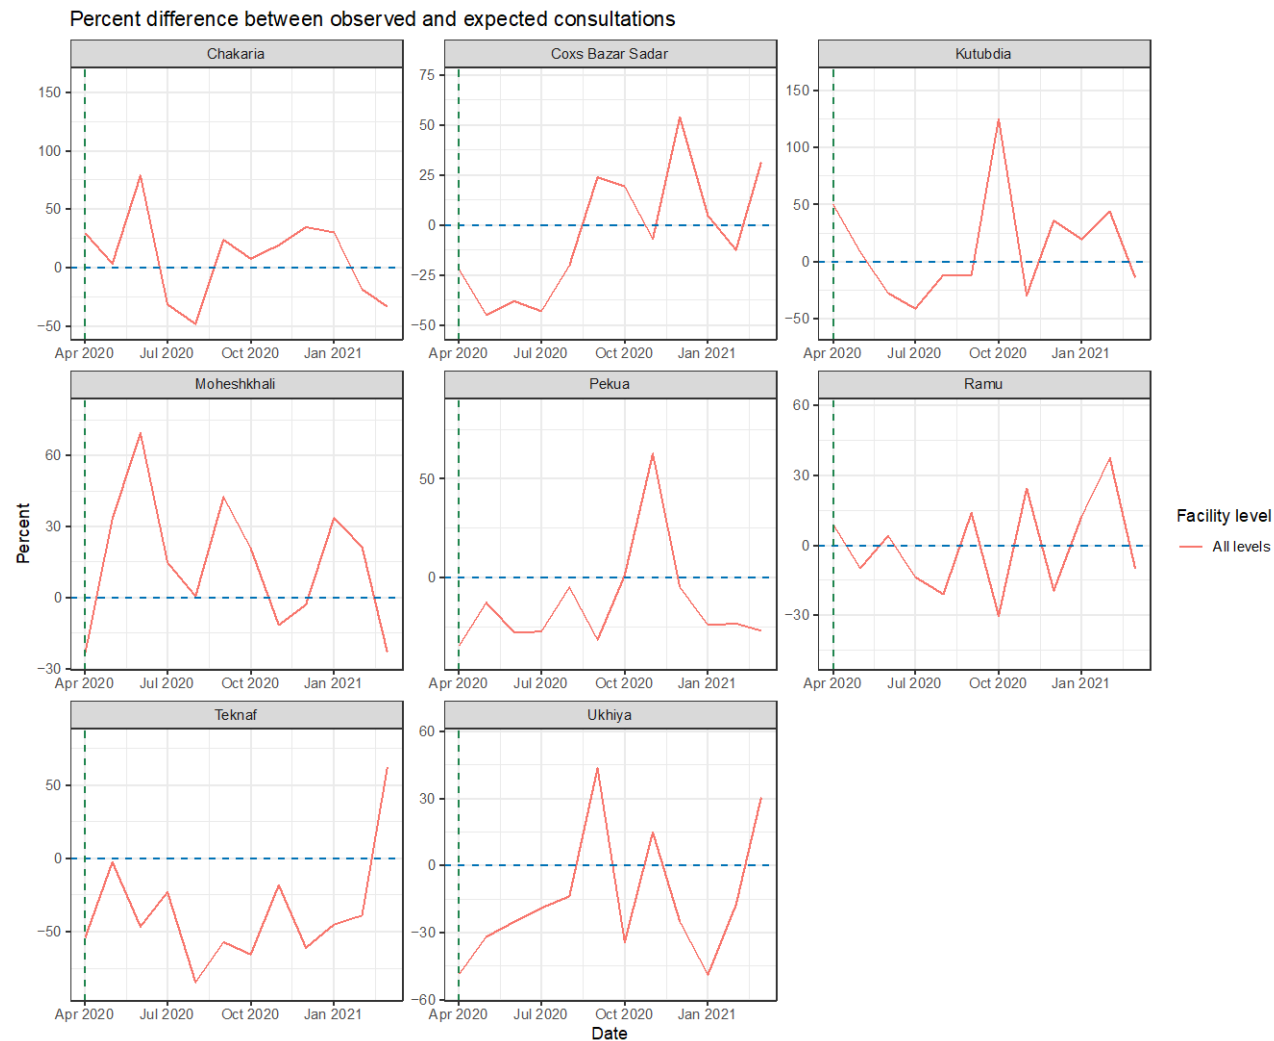 Percent difference between observed and expected consultations
Chakaria
Coxs Bazar Sadar
Kutubdia
150
100
50
0
−50
75
50
25
0
−25
−50
150
100
50
0
−50
Apr 2020 Jul 2020 Oct 2020 Jan 2021
Apr 2020 Jul 2020 Oct 2020 Jan 2021
Apr 2020 Jul 2020 Oct 2020 Jan 2021
Moheshkhali
Pekua
Ramu
60
30
0
−30
50
0
60
30
0
−30
Apr 2020 Jul 2020 Oct 2020 Jan 2021
Apr 2020 Jul 2020 Oct 2020 Jan 2021
Apr 2020 Jul 2020 Oct 2020 Jan 2021
Percent
Facility level
All levels
Teknaf
Ukhiya
50
0
−50
60
30
0
−30
−60
Apr 2020 Jul 2020 Oct 2020 Jan 2021
Apr 2020 Jul 2020 Oct 2020 Jan 2021
Date